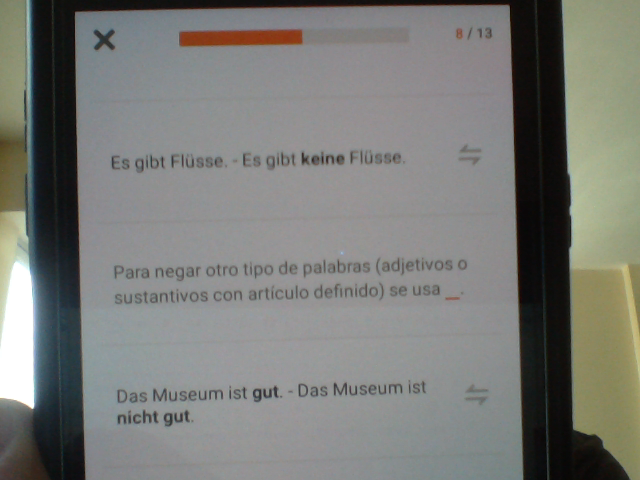 8 / 13
Es gibt Flüsse. - Es gibt keine Flüsse.
Para negar otro tipo de palabras (adjetivos o
sustantivos con artículo definido) se usa _.
Das Museum ist gut. - Das Museum ist
nicht gut.